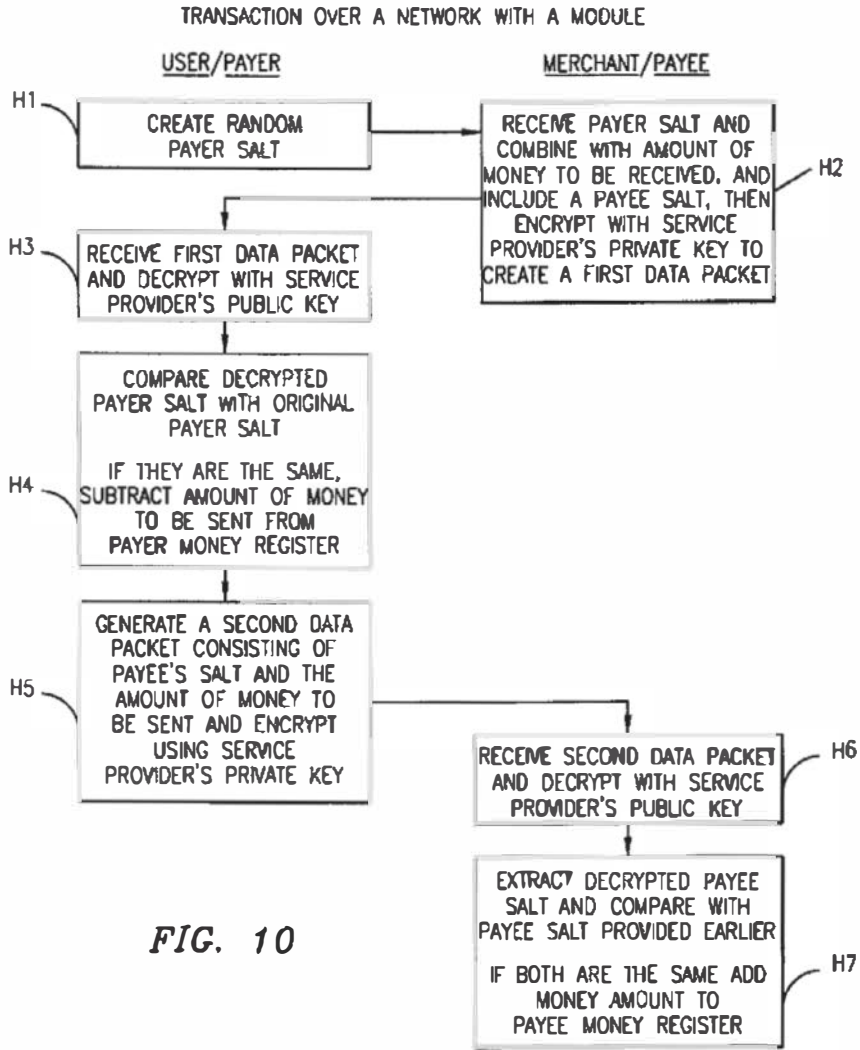 TRANSACTION OVER A NETWORK WITH A MODULE
USER/PAYER
MERCHANT/PAYEE
H1
CREATE RANDOM
PAYER SALT
RECEIVE PAYER SALT AND
COMBINE WITH AMOUNT OF
MONEY TO BE RECEIVED, AND
INCLUDE A PAYEE SALT, THEN
ENCRYPT WITH SERVICE
PROVIDER'S PRIVATE KEY TO
CREATE A FIRST DATA PACKET
H2
H3
RECEIVE FIRST DATA PACKET
AND DECRYPT WITH SERVICE
PROVIDER'S PUBLIC KEY
COMPARE DECRYPTED
PAYER SALT WITH ORIGINAL
PAYER SALT
IF THEY ARE THE SAME,
SUBTRACT AMOUNT OF MONEY
TO BE SENT FROM
PAYER MONEY REGISTER
H4
GENERATE A SECOND DATA
PACKET CONSISTING OF
PAYEE'S SALT AND THE
AMOUNT OF MONEY TO
BE SENT AND ENCRYPT
USING SERVICE
PROVIDER'S PRIVATE KEY
H5
RECEIVE SECOND DATA PACKET
AND DECRYPT WITH SERVICE
PROVIDER'S PUBLIC KEY
H6
EXTRACT DECRYPTED PAYEE
SALT AND COMPARE WITH
PAYEE SALT PROVIDED EARLIER
IF BOTH ARE THE SAME ADD
MONEY AMOUNT TO
PAYEE MONEY REGISTER
H7
FIG. 10